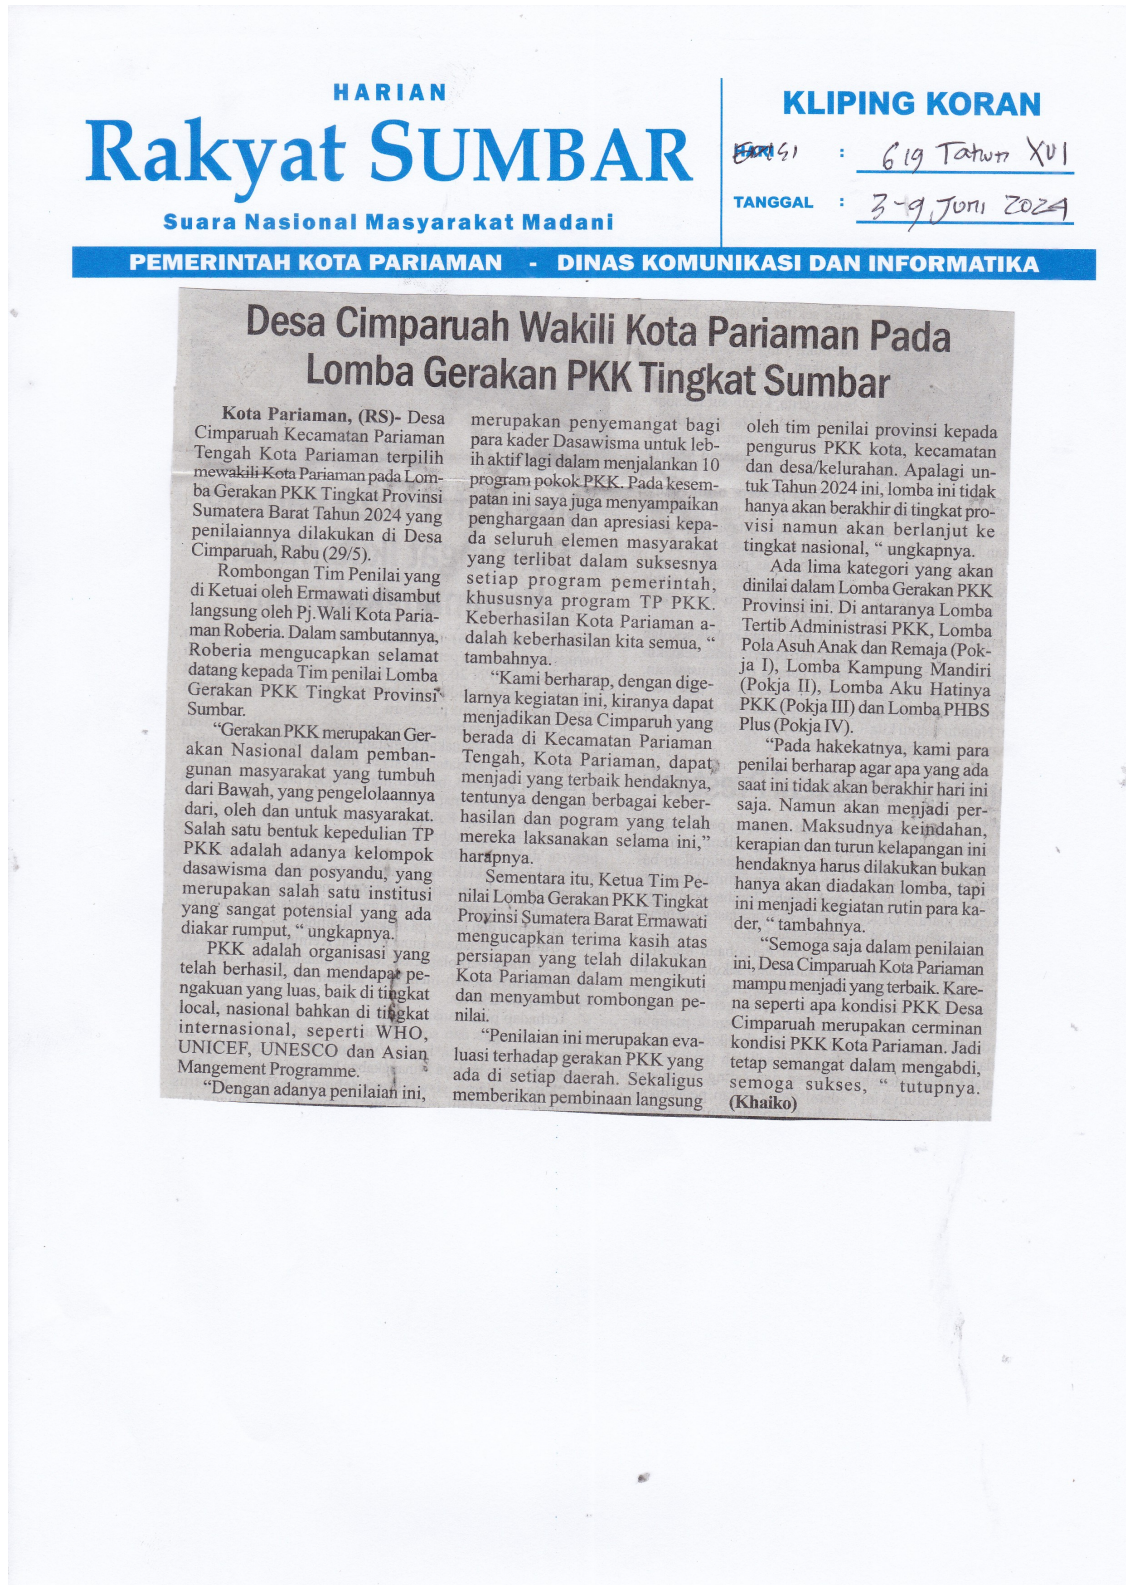 HARIAN
Rakyat SUMBAR
Suara Nasional Masyarakat Madani
KLIPING KORAN
EDISI : 619 Tahun XVI
TANGGAL : 3-9 Juni 2024
PEMERINTAH KOTA PARIAMAN - DINAS KOMUNIKASI DAN INFORMATIKA
Desa Cimparuah Wakili Kota Pariaman Pada
Lomba Gerakan PKK Tingkat Sumbar
Kota Pariaman, (RS)- Desa
Cimparuah Kecamatan Pariaman
Tengah Kota Pariaman terpilih
mewakili Kota Pariaman pada Lom-
ba Gerakan PKK Tingkat Provinsi
Sumatera Barat Tahun 2024 yang
penilaiannya dilakukan di Desa
Cimparuah, Rabu (29/5).
Rombongan Tim Penilai yang
di Ketuai oleh Ermawati disambut
langsung oleh Pj.Wali Kota Paria-
man Roberia. Dalam sambutannya,
Roberia mengucapkan selamat
datang kepada Tim penilai Lomba
Gerakan PKK Tingkat Provinsi
Sumbar.
“Gerakan PKK merupakan Ger-
akan Nasional dalam pemban-
gunan masyarakat yang tumbuh
dari Bawah, yang pengelolaannya
dari, oleh dan untuk masyarakat.
Salah satu bentuk kepedulian TP
PKK adalah adanya kelompok
dasawisma dan posyandu, yang
merupakan salah satu institusi
yang sangat potensial yang ada
diakar rumput, “ ungkapnya.
PKK adalah organisasi yang
telah berhasil, dan mendapat pe-
ngakuan yang luas, baik di tingkat
local, nasional bahkan di tingkat
internasional, seperti WHO,
UNICEF, UNESCO dan Asian
Mangement Programme.
“Dengan adanya penilaian ini,
merupakan penyemangat bagi
para kader Dasawisma untuk leb-
ih aktif lagi dalam menjalankan 10
program pokok PKK. Pada kesem-
patan ini saya juga menyampaikan
penghargaan dan apresiasi kepa-
da seluruh elemen masyarakat
yang terlibat dalam suksesnya
setiap program pemerintah,
khususnya program TP PKK.
Keberhasilan Kota Pariaman a-
dalah keberhasilan kita semua, “
tambahnya.
“Kami berharap, dengan dige-
larnya kegiatan ini, kiranya dapat
menjadikan Desa Cimparuh yang
berada di Kecamatan Pariaman
Tengah, Kota Pariaman, dapat
menjadi yang terbaik hendaknya,
tentunya dengan berbagai keber-
hasilan dan pogram yang telah
mereka laksanakan selama ini,”
harapnya.
Sementara itu, Ketua Tim Pe-
nilai Lomba Gerakan PKK Tingkat
Provinsi Sumatera Barat Ermawati
mengucapkan terima kasih atas
persiapan yang telah dilakukan
Kota Pariaman dalam mengikuti
dan menyambut rombongan pe-
nilai.
“Penilaian ini merupakan eva-
luasi terhadap gerakan PKK yang
ada di setiap daerah. Sekaligus
memberikan pembinaan langsung
oleh tim penilai provinsi kepada
pengurus PKK kota, kecamatan
dan desa/kelurahan. Apalagi un-
tuk Tahun 2024 ini, lomba ini tidak
hanya akan berakhir di tingkat pro-
visi namun akan berlanjut ke
tingkat nasional, “ ungkapnya.
Ada lima kategori yang akan
dinilai dalam Lomba Gerakan PKK
Provinsi ini. Di antaranya Lomba
Tertib Administrasi PKK, Lomba
Pola Asuh Anak dan Remaja (Pok-
ja I), Lomba Kampung Mandiri
(Pokja II), Lomba Aku Hatinya
PKK (Pokja III) dan Lomba PHBS
Plus (Pokja IV).
“Pada hakekatnya, kami para
penilai berharap agar apa yang ada
saat ini tidak akan berakhir hari ini
saja. Namun akan menjadi per-
manen. Maksudnya keindahan,
kerapian dan turun kelapangan ini
hendaknya harus dilakukan bukan
hanya akan diadakan lomba, tapi
ini menjadi kegiatan rutin para ka-
der, “ tambahnya.
“Semoga saja dalam penilaian
ini, Desa Cimparuah Kota Pariaman
mampu menjadi yang terbaik. Kare-
na seperti apa kondisi PKK Desa
Cimparuah merupakan cerminan
kondisi PKK Kota Pariaman. Jadi
tetap semangat dalam mengabdi,
semoga sukses, “ tutupnya.
(Khaiko)